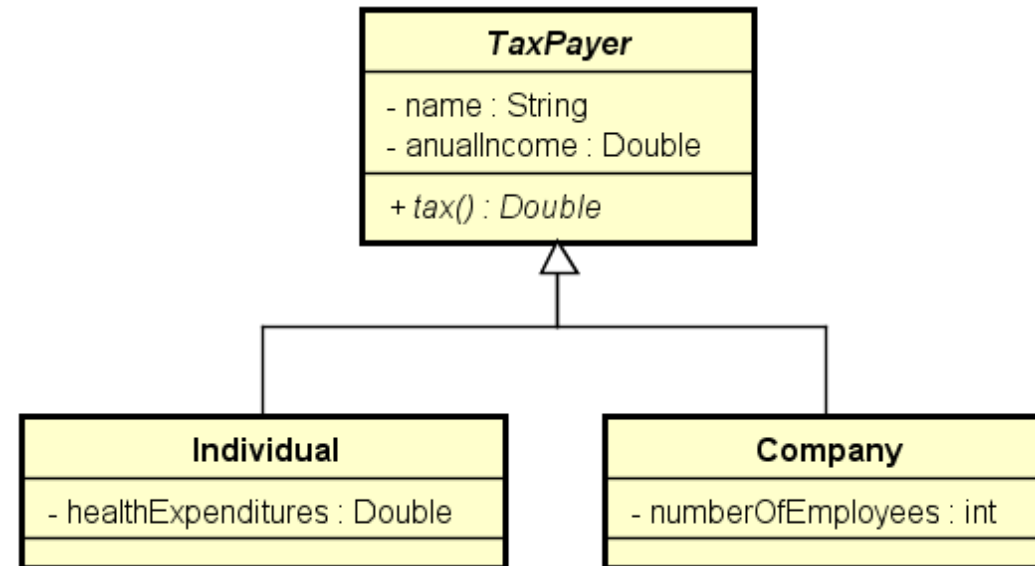 TaxPayer
- name : String
- anualIncome : Double
+ tax() : Double
Individual
- healthExpenditures : Double
Company
- numberOfEmployees : int